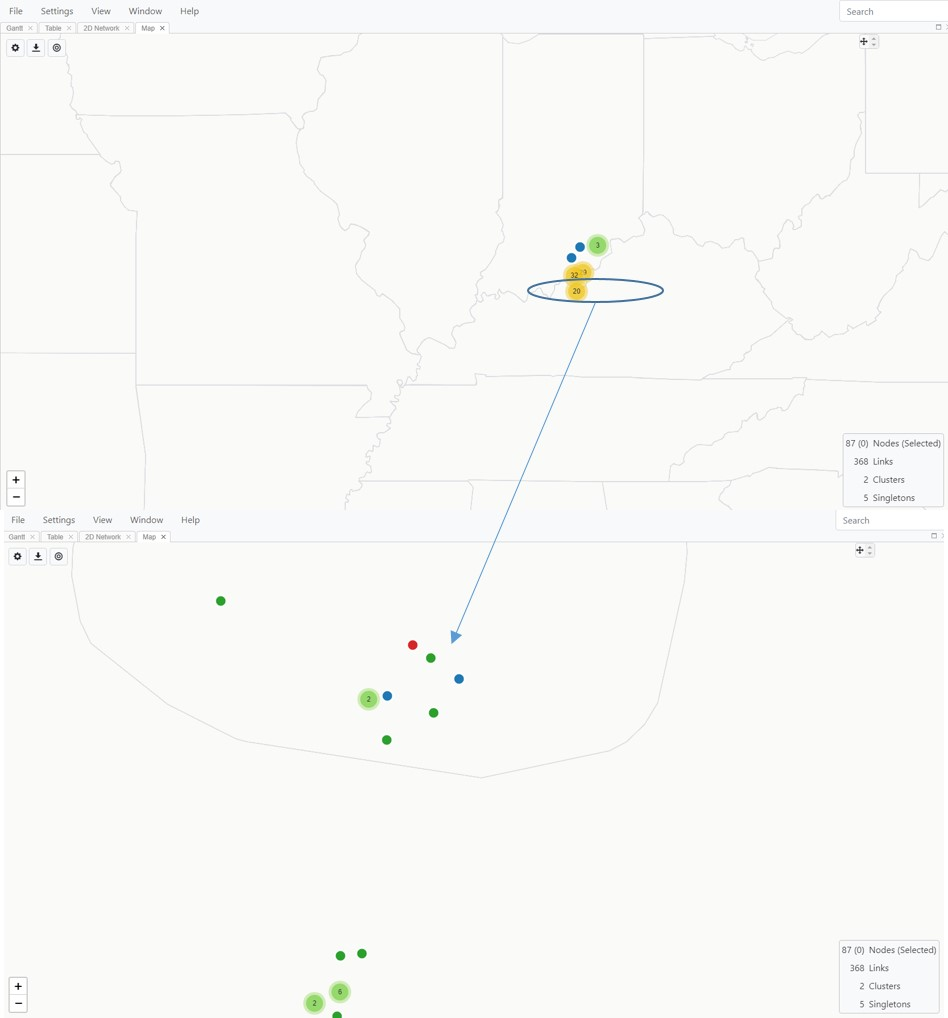 File Settings View Window Help Search
Gantt Table 2D Network Map
3
32
20
87 (0) Nodes (Selected)
368 Links
2 Clusters
5 Singletons
+
−
File Settings View Window Help Search
Gantt Table 2D Network Map
2
6
2
87 (0) Nodes (Selected)
368 Links
2 Clusters
5 Singletons
+
−